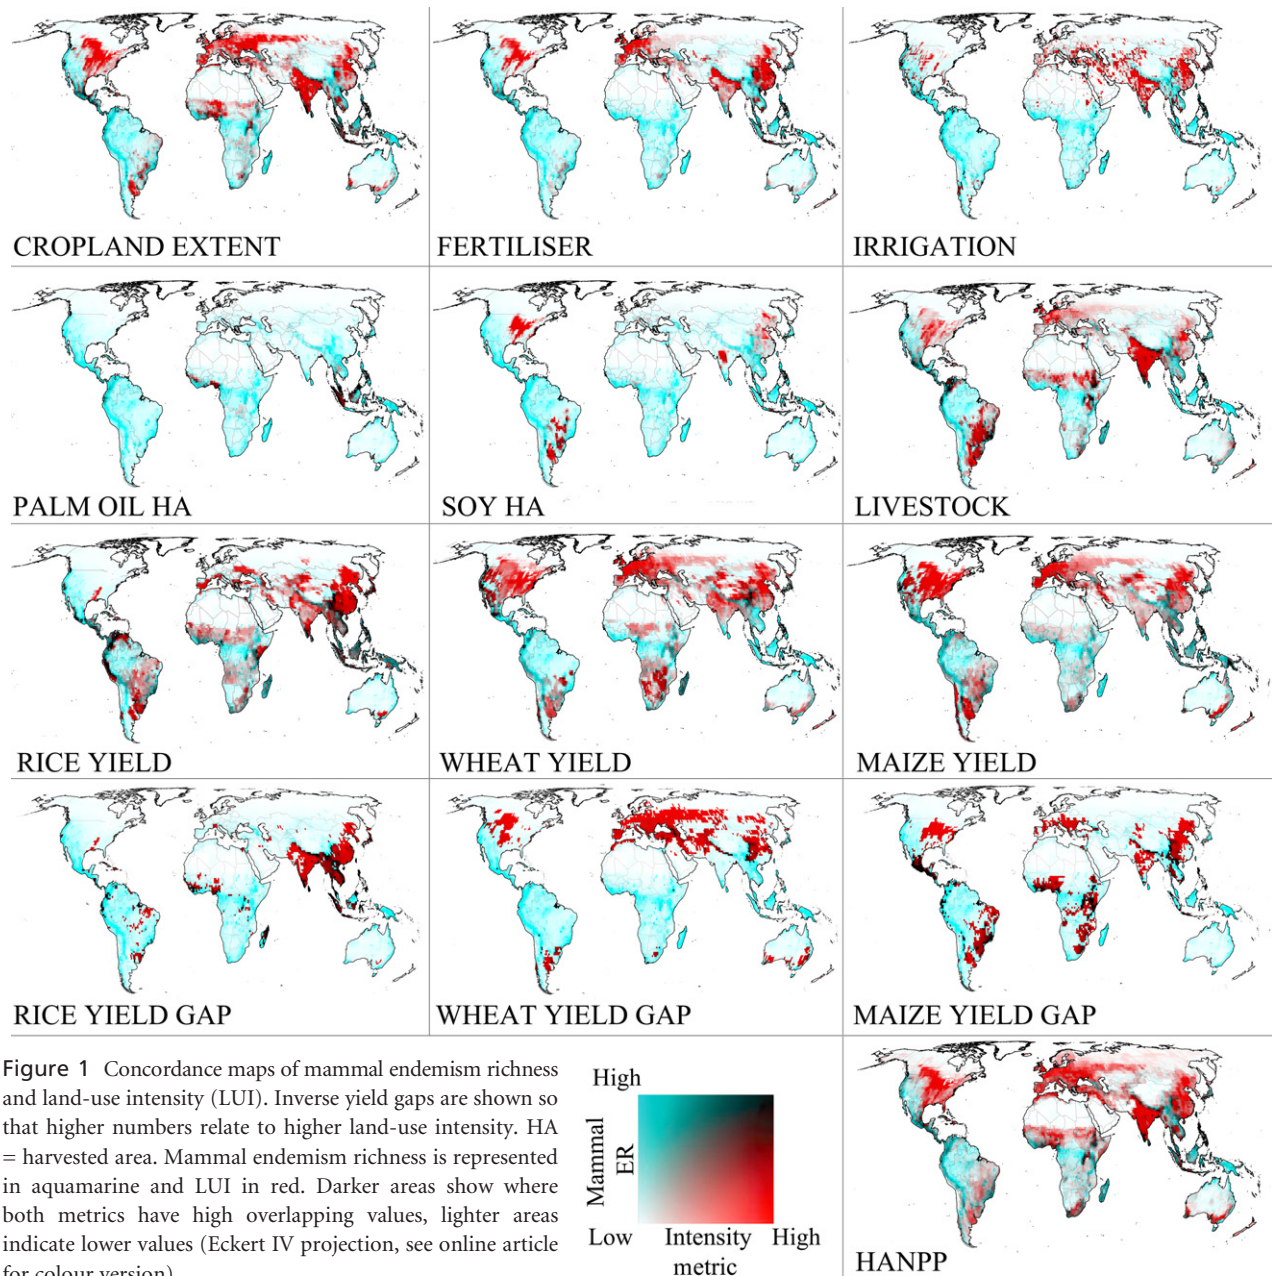 CROPLAND EXTENT
FERTILISER
IRRIGATION
PALM OIL HA
SOY HA
LIVESTOCK
RICE YIELD
WHEAT YIELD
MAIZE YIELD
RICE YIELD GAP
WHEAT YIELD GAP
MAIZE YIELD GAP
Figure 1 Concordance maps of mammal endemism richness
and land-use intensity (LUI). Inverse yield gaps are shown so
that higher numbers relate to higher land-use intensity. HA
= harvested area. Mammal endemism richness is represented
in aquamarine and LUI in red. Darker areas show where
both metrics have high overlapping values, lighter areas
indicate lower values (Eckert IV projection, see online article
for colour version)
High
Mammal
ER
Low
Intensity
metric
High
HANPP